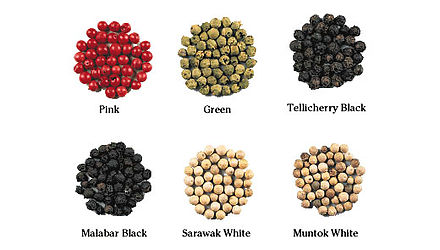 Pink
Green
Tellicherry Black
Malabar Black
Sarawak White
Muntok White